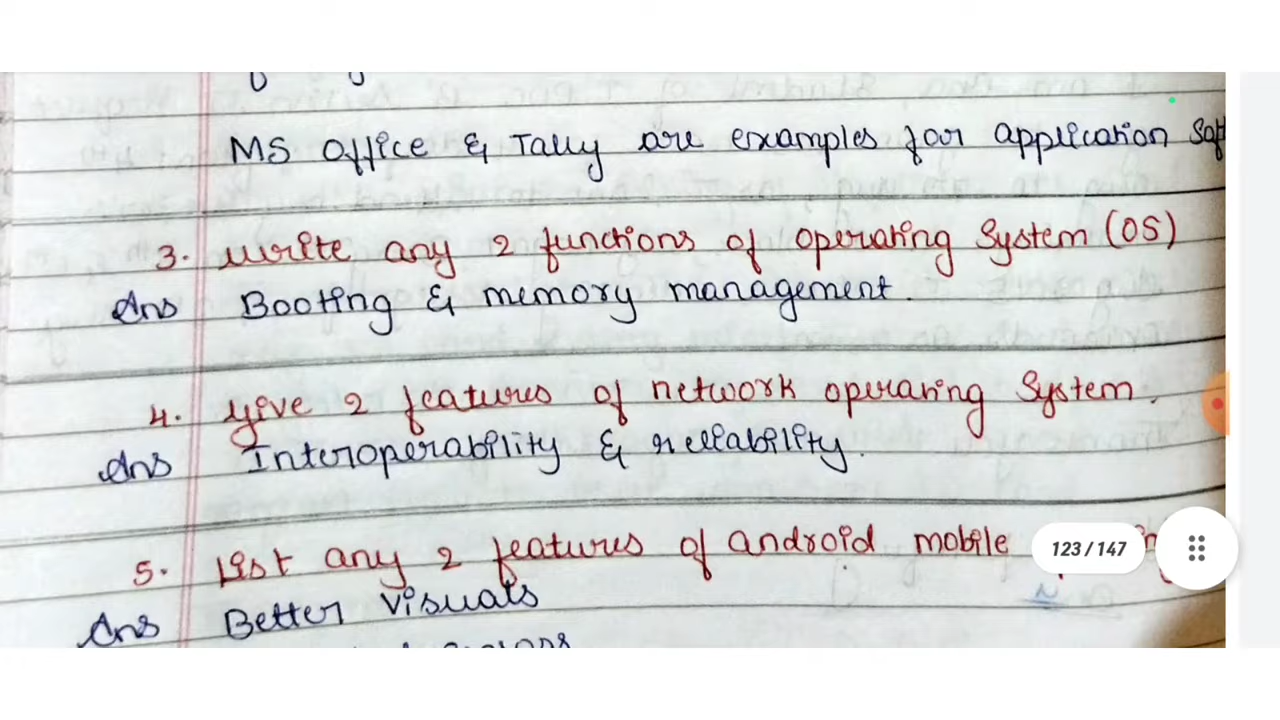 MS Office & Tally are examples for application Soft
3. Write any 2 functions of operating System (OS)
Ans Booting & memory management.
4. Give 2 features of network operating System.
Ans Interoperability & reliability.
5. List any 2 features of android mobile
123 / 147
Ans Better visuals